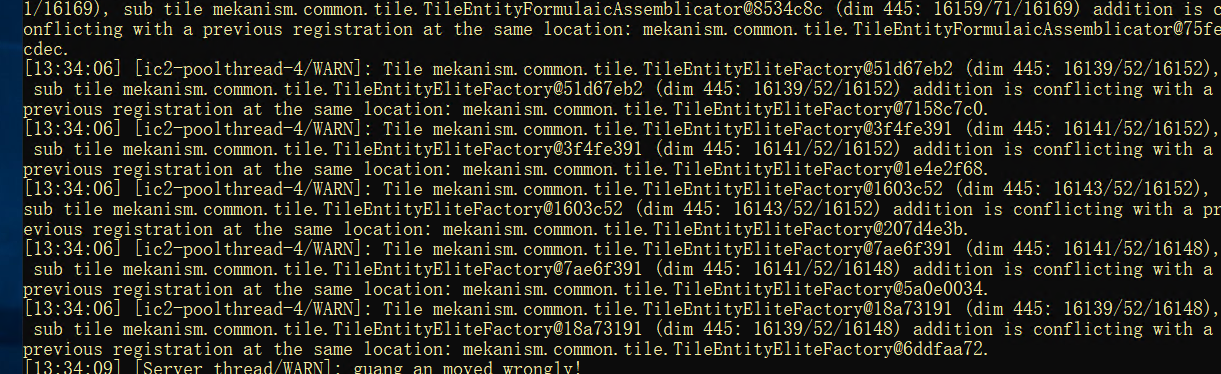 1/16169), sub tile mekanism.common.tile.TileEntityFormulaicAssemblicator@8534c8c (dim 445: 16159/71/16169) addition is c
onflicting with a previous registration at the same location: mekanism.common.tile.TileEntityFormulaicAssemblicator@75fe
cdec.
[13:34:06] [ic2-poolthread-4/WARN]: Tile mekanism.common.tile.TileEntityEliteFactory@51d67eb2 (dim 445: 16139/52/16152),
sub tile mekanism.common.tile.TileEntityEliteFactory@51d67eb2 (dim 445: 16139/52/16152) addition is conflicting with a
previous registration at the same location: mekanism.common.tile.TileEntityEliteFactory@7158c7c0.
[13:34:06] [ic2-poolthread-4/WARN]: Tile mekanism.common.tile.TileEntityEliteFactory@3f4fe391 (dim 445: 16141/52/16152),
sub tile mekanism.common.tile.TileEntityEliteFactory@3f4fe391 (dim 445: 16141/52/16152) addition is conflicting with a
previous registration at the same location: mekanism.common.tile.TileEntityEliteFactory@1e4e2f68.
[13:34:06] [ic2-poolthread-4/WARN]: Tile mekanism.common.tile.TileEntityEliteFactory@1603c52 (dim 445: 16143/52/16152),
sub tile mekanism.common.tile.TileEntityEliteFactory@1603c52 (dim 445: 16143/52/16152) addition is conflicting with a pr
evious registration at the same location: mekanism.common.tile.TileEntityEliteFactory@207d4e3b.
[13:34:06] [ic2-poolthread-4/WARN]: Tile mekanism.common.tile.TileEntityEliteFactory@7ae6f391 (dim 445: 16141/52/16148),
sub tile mekanism.common.tile.TileEntityEliteFactory@7ae6f391 (dim 445: 16141/52/16148) addition is conflicting with a
previous registration at the same location: mekanism.common.tile.TileEntityEliteFactory@5a0e0034.
[13:34:06] [ic2-poolthread-4/WARN]: Tile mekanism.common.tile.TileEntityEliteFactory@18a73191 (dim 445: 16139/52/16148),
sub tile mekanism.common.tile.TileEntityEliteFactory@18a73191 (dim 445: 16139/52/16148) addition is conflicting with a
previous registration at the same location: mekanism.common.tile.TileEntityEliteFactory@6ddfaa72.
[13:34:09] [Server thread/WARN]: guang_an moved wrongly!